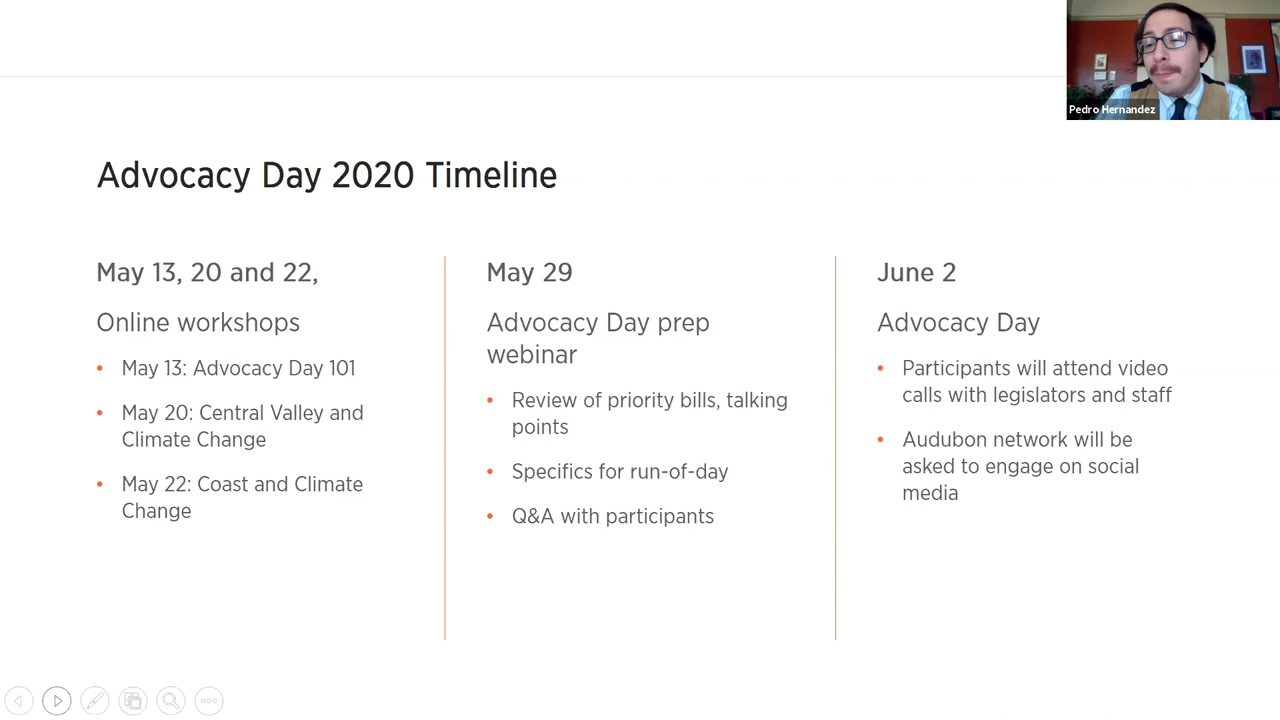 Pedro Hernandez
Advocacy Day 2020 Timeline
May 13, 20 and 22,
Online workshops
• May 13: Advocacy Day 101
• May 20: Central Valley and
Climate Change
• May 22: Coast and Climate
Change
May 29
Advocacy Day prep
webinar
• Review of priority bills, talking
points
• Specifics for run-of-day
• Q&A with participants
June 2
Advocacy Day
• Participants will attend video
calls with legislators and staff
• Audubon network will be
asked to engage on social
media